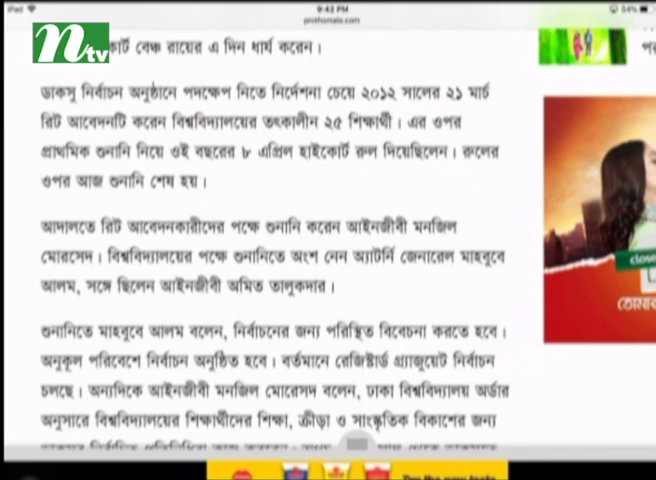 iPad
9:42 PM
54%
prothomalo.com
ntv
কোর্ট বেঞ্চ রায়ের এ দিন ধার্য করেন।
ডাকসু নির্বাচন অনুষ্ঠানে পদক্ষেপ নিতে নির্দেশনা চেয়ে ২০১২ সালের ২১ মার্চ
রিট আবেদনটি করেন বিশ্ববিদ্যালয়ের তৎকালীন ২৫ শিক্ষার্থী। এর ওপর
প্রাথমিক শুনানি নিয়ে ওই বছরের ৮ এপ্রিল হাইকোর্ট রুল দিয়েছিলেন। রুলের
ওপর আজ শুনানি শেষ হয়।
আদালতে রিট আবেদনকারীদের পক্ষে শুনানি করেন আইনজীবী মনজিল
মোরসেদ। বিশ্ববিদ্যালয়ের পক্ষে শুনানিতে অংশ নেন অ্যাটর্নি জেনারেল মাহবুবে
আলম, সঙ্গে ছিলেন আইনজীবী অমিত তালুকদার।
শুনানিতে মাহবুবে আলম বলেন, নির্বাচনের জন্য পরিস্থিত বিবেচনা করতে হবে।
অনুকূল পরিবেশে নির্বাচন অনুষ্ঠিত হবে। বর্তমানে রেজিস্টার্ড গ্র্যাজুয়েট নির্বাচন
চলছে। অন্যদিকে আইনজীবী মনজিল মোরেসদ বলেন, ঢাকা বিশ্ববিদ্যালয় অর্ডার
অনুসারে বিশ্ববিদ্যালয়ের শিক্ষার্থীদের শিক্ষা, ক্রীড়া ও সাংস্কৃতিক বিকাশের জন্য
close
তোমার